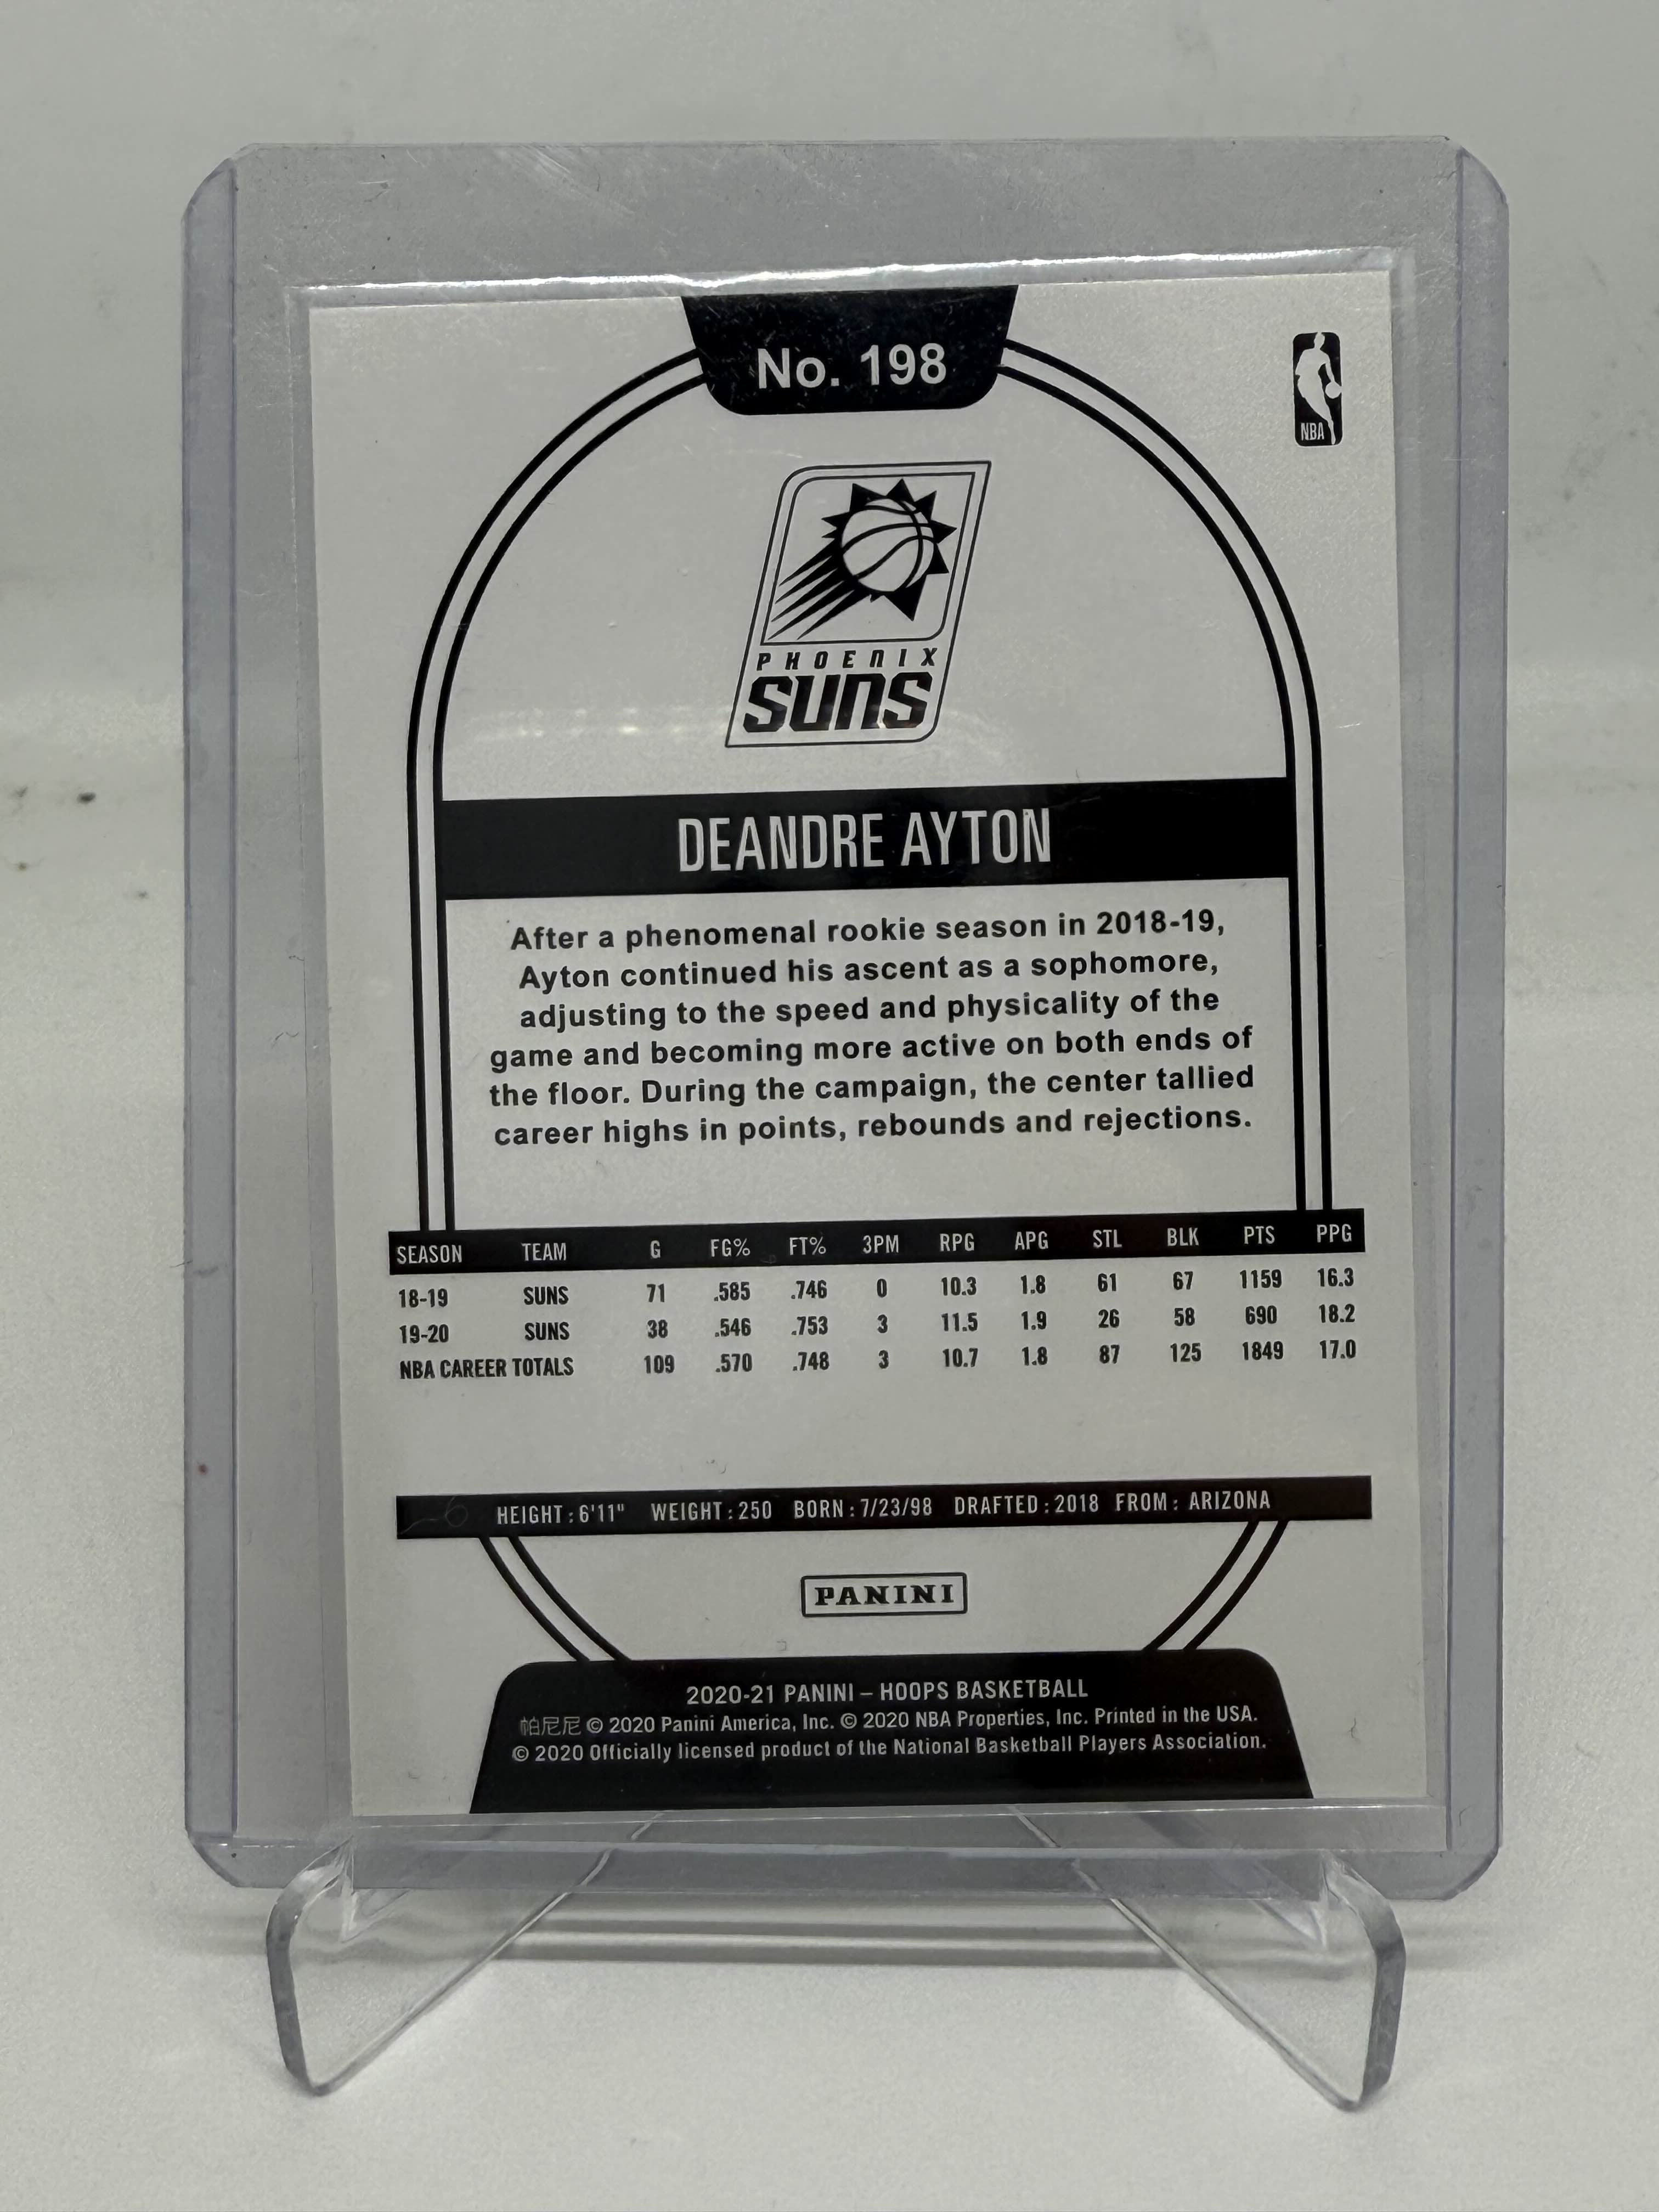 No. 198
NBA
PHOENIX
SUNS
DEANDRE AYTON
After a phenomenal rookie season in 2018-19,
Ayton continued his ascent as a sophomore,
adjusting to the speed and physicality of the
game and becoming more active on both ends of
the floor. During the campaign, the center tallied
career highs in points, rebounds and rejections.
SEASON TEAM G FG% FT% 3PM RPG APG STL BLK PTS PPG
18-19 SUNS 71 .585 .746 0 10.3 1.8 61 67 1159 16.3
19-20 SUNS 38 .546 .753 3 11.5 1.9 26 58 690 18.2
NBA CAREER TOTALS 109 .570 .748 3 10.7 1.8 87 125 1849 17.0
HEIGHT: 6'11" WEIGHT: 250 BORN: 7/23/98 DRAFTED: 2018 FROM: ARIZONA
PANINI
2020-21 PANINI – HOOPS BASKETBALL
帕尼尼 © 2020 Panini America, Inc. © 2020 NBA Properties, Inc. Printed in the USA.
© 2020 Officially licensed product of the National Basketball Players Association.